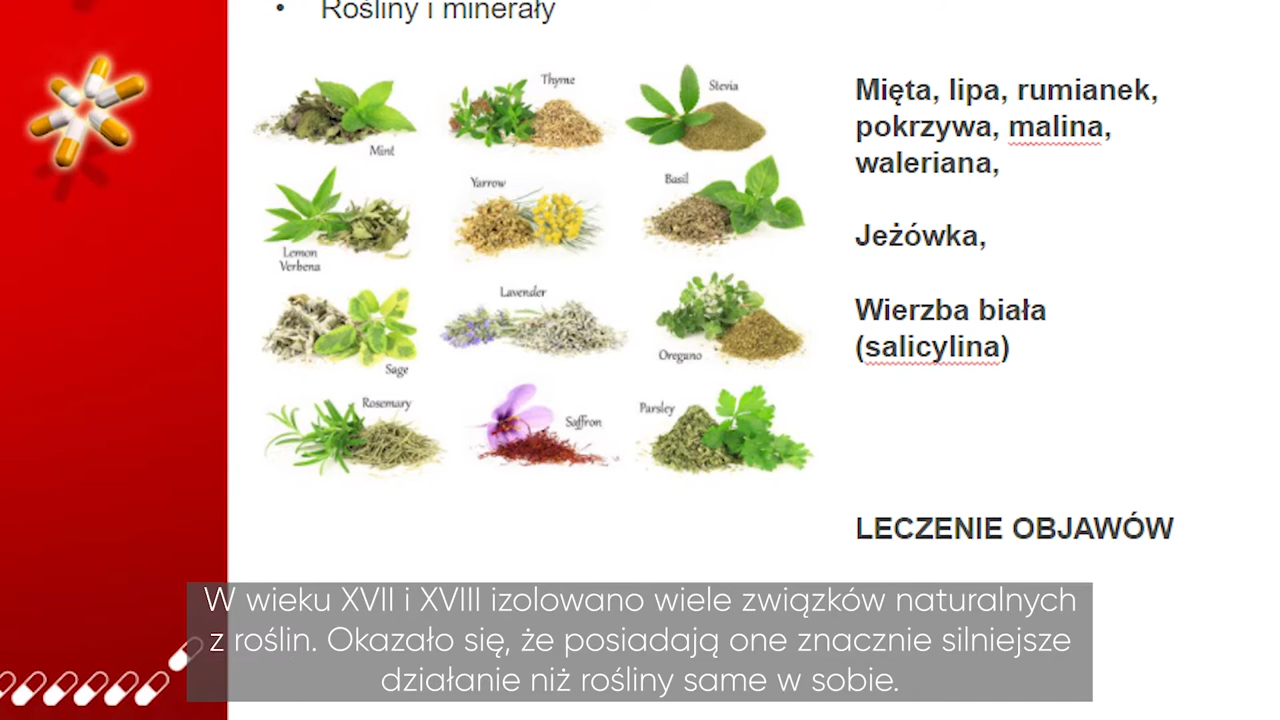 • Rośliny i minerały
Mint
Thyme
Stevia
Lemon
Verbena
Yarrow
Basil
Sage
Lavender
Oregano
Rosemary
Saffron
Parsley
Mięta, lipa, rumianek,
pokrzywa, malina,
waleriana,
Jeżówka,
Wierzba biała
(salicylina)
LECZENIE OBJAWÓW
W wieku XVII i XVIII izolowano wiele związków naturalnych
z roślin. Okazało się, że posiadają one znacznie silniejsze
działanie niż rośliny same w sobie.